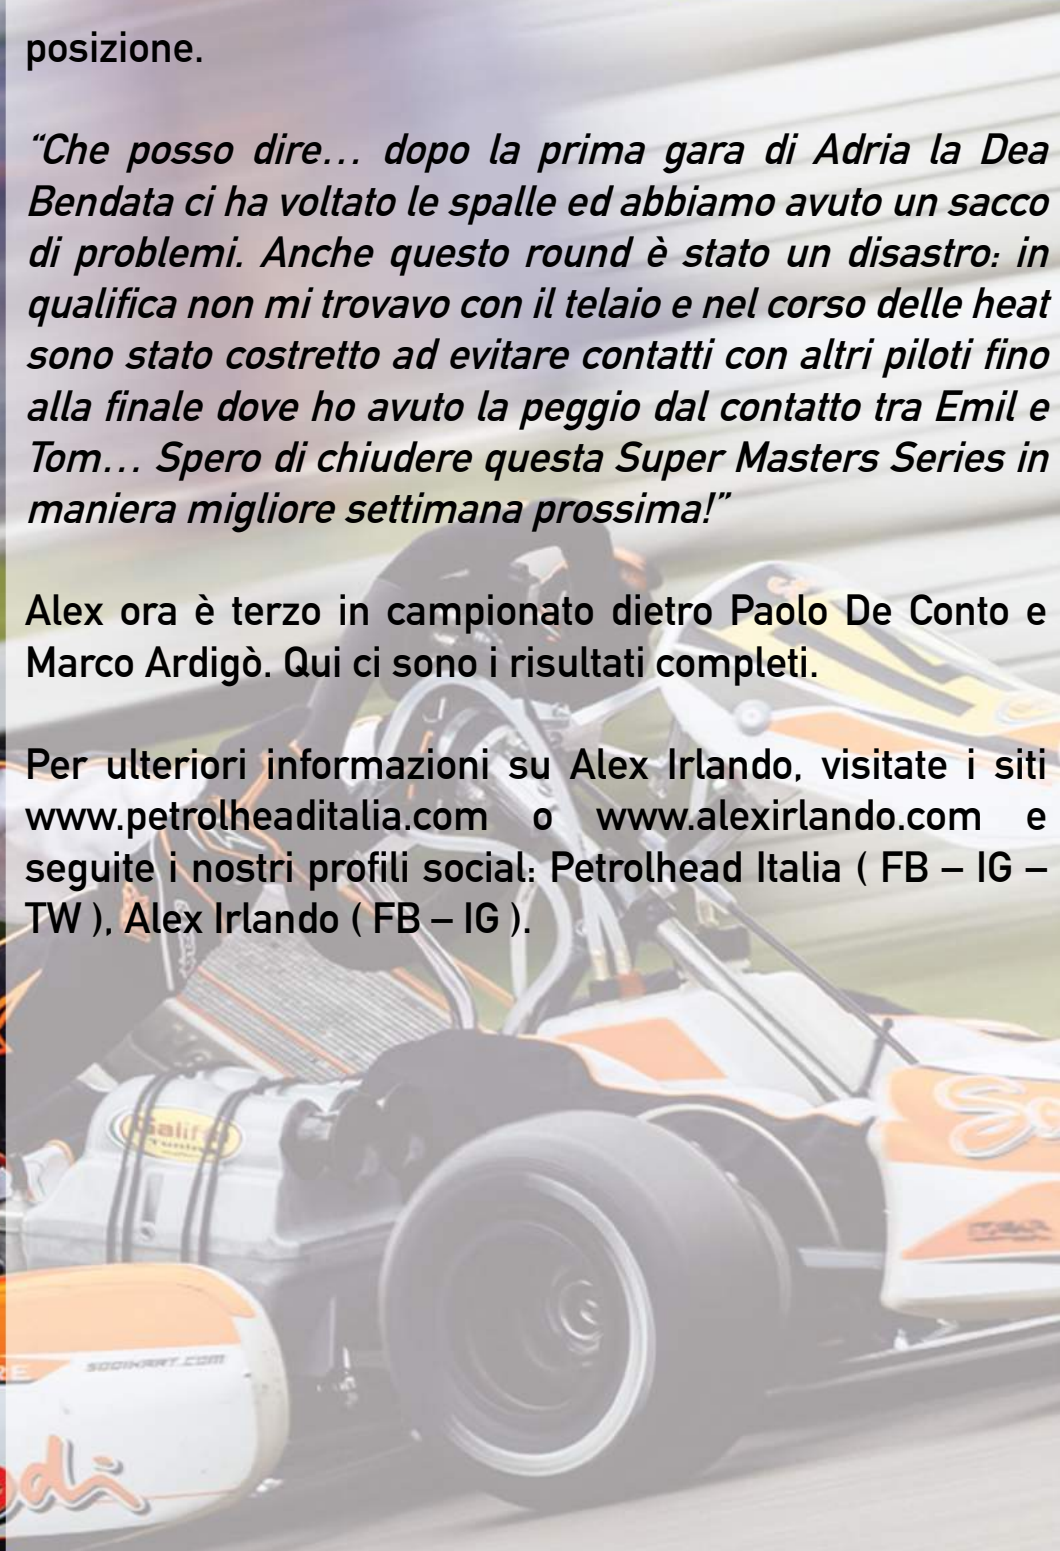 posizione.
“Che posso dire… dopo la prima gara di Adria la Dea
Bendata ci ha voltato le spalle ed abbiamo avuto un sacco
di problemi. Anche questo round è stato un disastro: in
qualifica non mi trovavo con il telaio e nel corso delle heat
sono stato costretto ad evitare contatti con altri piloti fino
alla finale dove ho avuto la peggio dal contatto tra Emil e
Tom… Spero di chiudere questa Super Masters Series in
maniera migliore settimana prossima!”
Alex ora è terzo in campionato dietro Paolo De Conto e
Marco Ardigò. Qui ci sono i risultati completi.
Per ulteriori informazioni su Alex Irlando, visitate i siti
www.petrolheaditalia.com o www.alexirlando.com e
seguite i nostri profili social: Petrolhead Italia ( FB – IG –
TW ), Alex Irlando ( FB – IG ).
SODIKART.COM